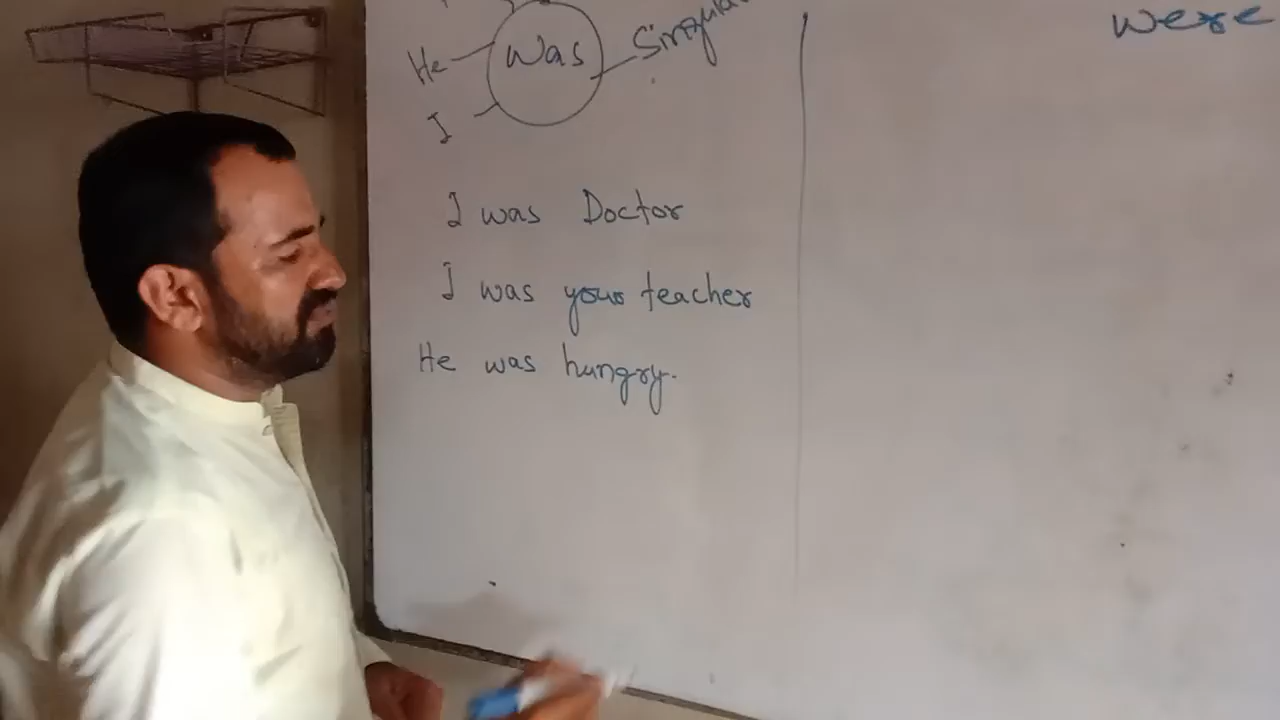 were
He was
I
I was Doctor
I was your teacher
He was hungry.